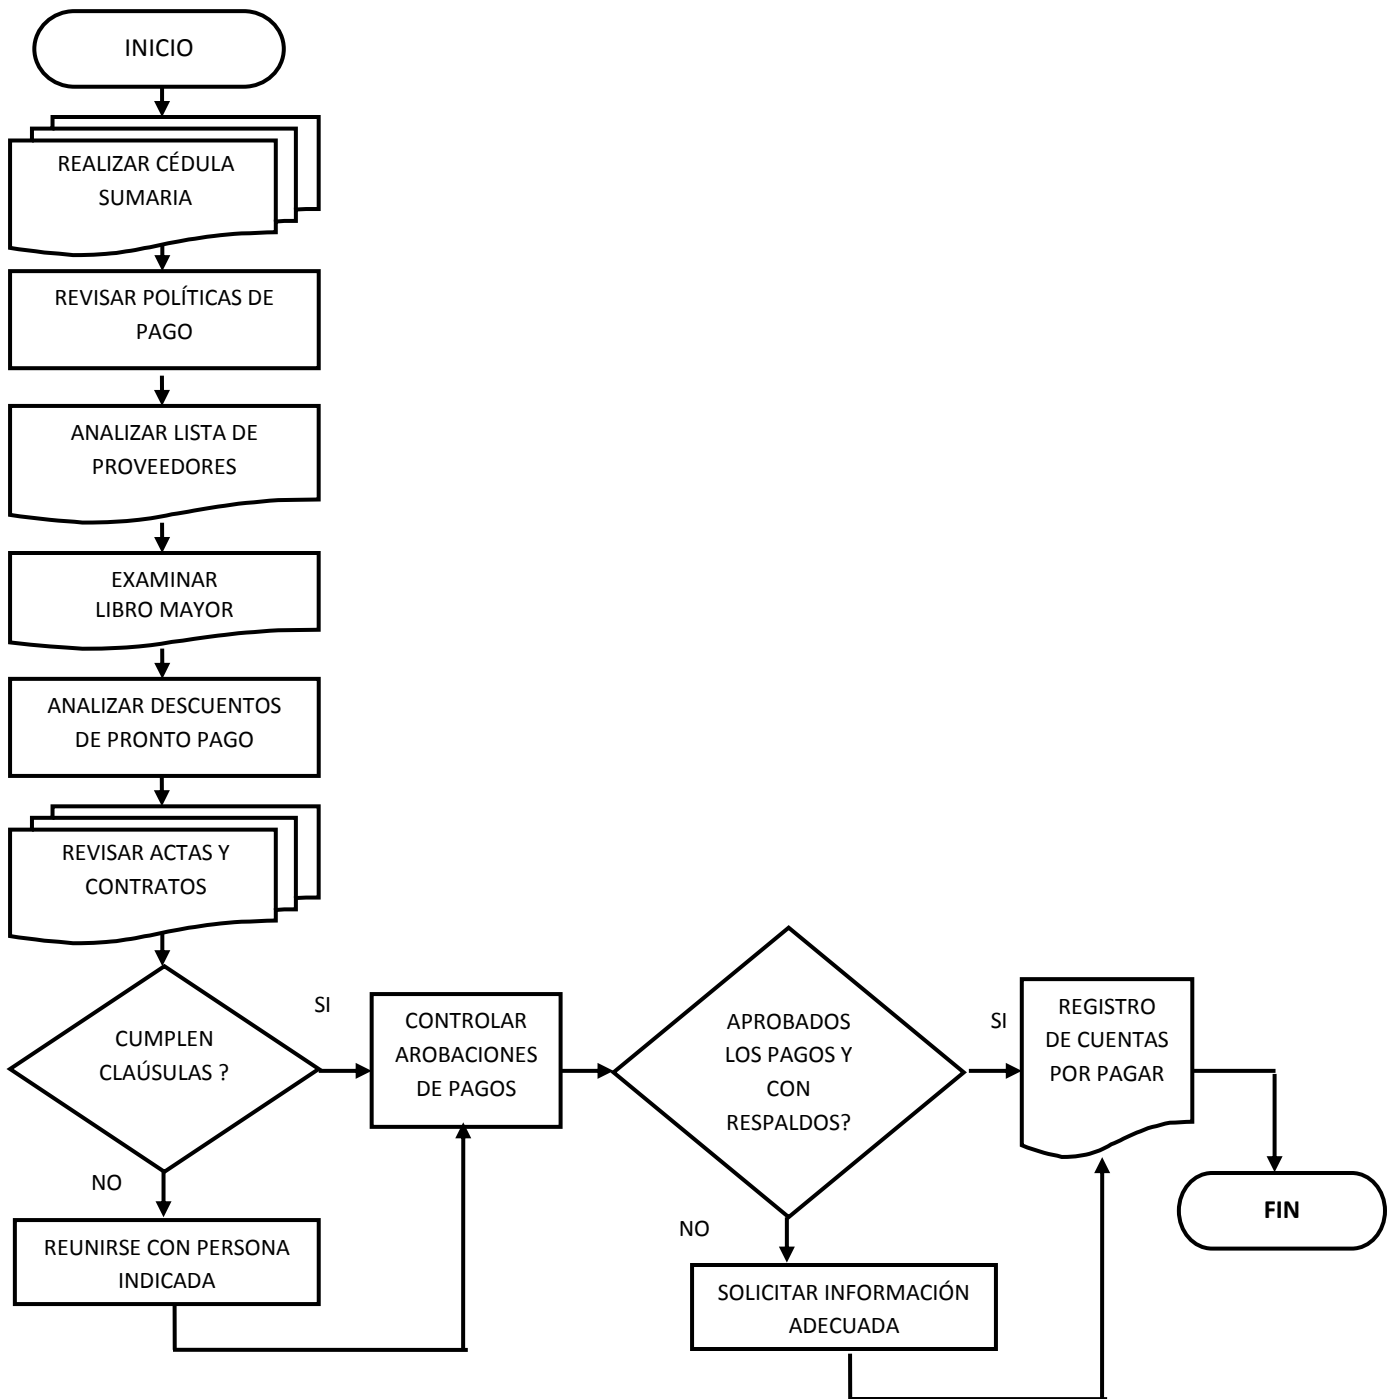 INICIO
REALIZAR CÉDULA
SUMARIA
REVISAR POLÍTICAS DE
PAGO
ANALIZAR LISTA DE
PROVEEDORES
EXAMINAR
LIBRO MAYOR
ANALIZAR DESCUENTOS
DE PRONTO PAGO
REVISAR ACTAS Y
CONTRATOS
CUMPLEN
CLAÚSULAS ?
SI
NO
REUNIRSE CON PERSONA
INDICADA
CONTROLAR
AROBACIONES
DE PAGOS
APROBADOS
LOS PAGOS Y
CON
RESPALDOS?
SI
NO
SOLICITAR INFORMACIÓN
ADECUADA
REGISTRO
DE CUENTAS
POR PAGAR
FIN